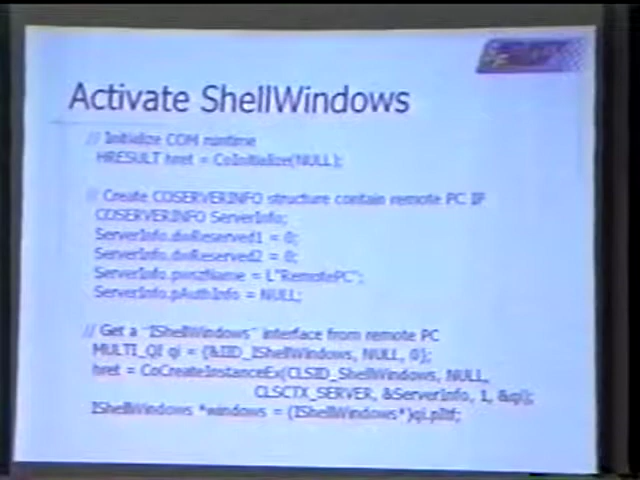 Activate ShellWindows
// Initialize COM runtime
HRESULT hret = CoInitialize(NULL);
// Create COSERVERINFO structure contain remote PC IP
COSERVERINFO ServerInfo;
ServerInfo.dwReserved1 = 0;
ServerInfo.dwReserved2 = 0;
ServerInfo.pwszName = L"RemotePC";
ServerInfo.pAuthInfo = NULL;
// Get a "IShellWindows" interface from remote PC
MULTI_QI qi = {&IID_IShellWindows, NULL, 0};
hret = CoCreateInstanceEx(CLSID_ShellWindows, NULL,
CLSCTX_SERVER, &ServerInfo, 1, &qi);
IShellWindows *windows = (IShellWindows*)qi.pItf;